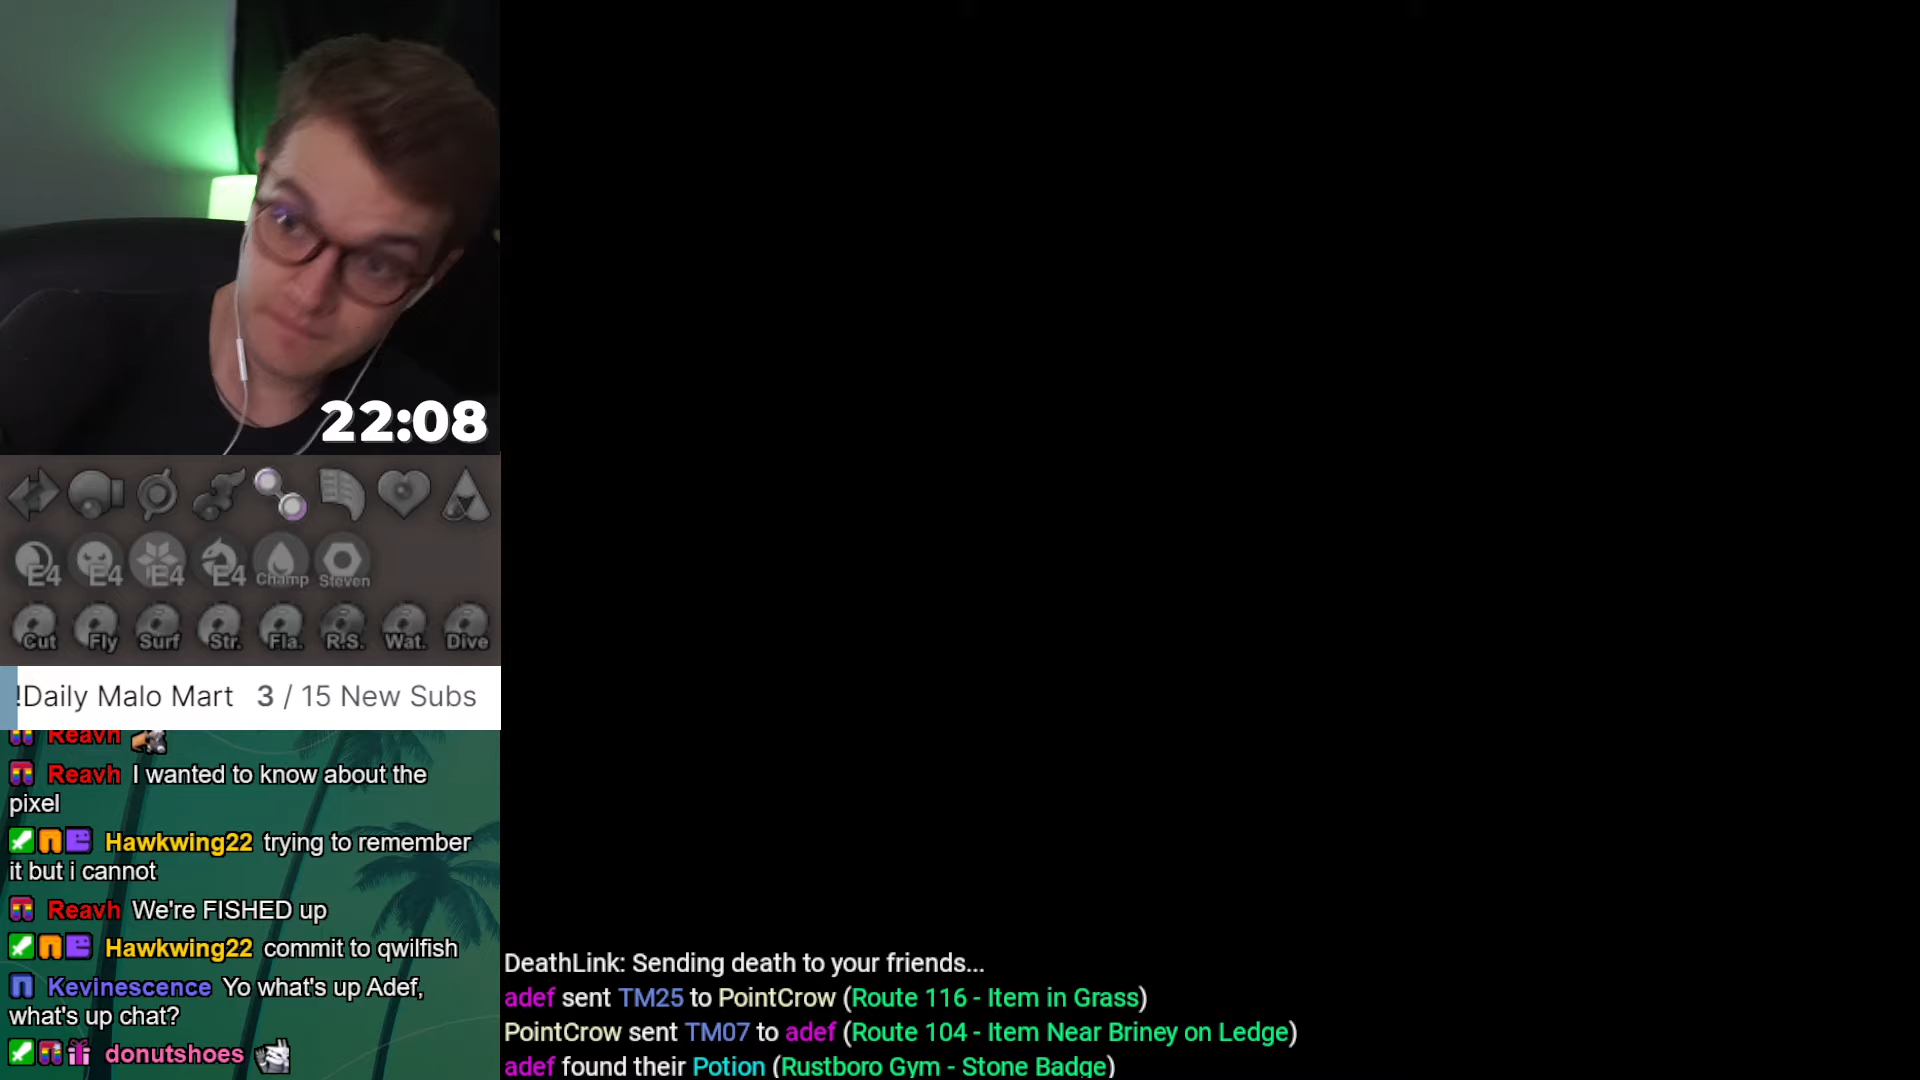 22:08
E4 E4 E4 E4 Champ Steven
Cut Fly Surf Str. Fla. R.S. Wat. Dive
!Daily Malo Mart 3 / 15 New Subs
Reavh
Reavh I wanted to know about the
pixel
Hawkwing22 trying to remember
it but i cannot
Reavh We're FISHED up
Hawkwing22 commit to qwilfish
Kevinescence Yo what's up Adef,
what's up chat?
donutshoes
DeathLink: Sending death to your friends...
adef sent TM25 to PointCrow (Route 116 - Item in Grass)
PointCrow sent TM07 to adef (Route 104 - Item Near Briney on Ledge)
adef found their Potion (Rustboro Gym - Stone Badge)